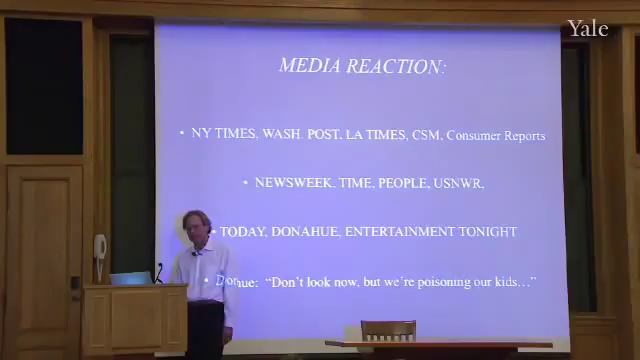 Yale
MEDIA REACTION:
• NY TIMES, WASH. POST, LA TIMES, CSM, Consumer Reports
• NEWSWEEK, TIME, PEOPLE, USNWR,
• TODAY, DONAHUE, ENTERTAINMENT TONIGHT
• Donahue: "Don't look now, but we're poisoning our kids…"